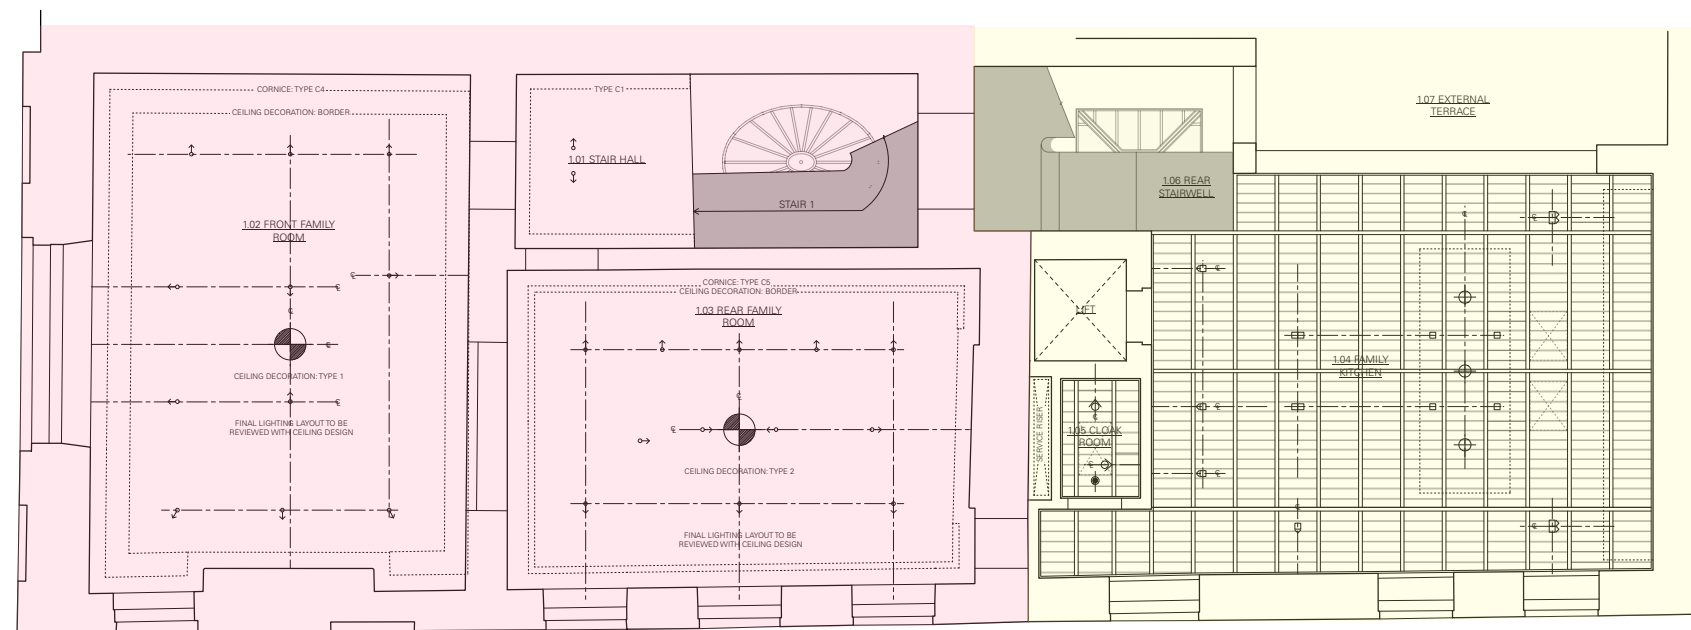 CORNICE: TYPE C4
CEILING DECORATION: BORDER
1.02 FRONT FAMILY
ROOM
℄
℄
℄
℄
℄
CEILING DECORATION: TYPE 1
FINAL LIGHTING LAYOUT TO BE
REVIEWED WITH CEILING DESIGN
TYPE C1
1.01 STAIR HALL
STAIR 1
CORNICE: TYPE C5
CEILING DECORATION: BORDER
1.03 REAR FAMILY
ROOM
℄
℄
CEILING DECORATION: TYPE 2
FINAL LIGHTING LAYOUT TO BE
REVIEWED WITH CEILING DESIGN
1.06 REAR
STAIRWELL
1.07 EXTERNAL
TERRACE
LIFT
SERVICE RISER
1.05 CLOAK
ROOM
℄
℄
1.04 FAMILY
KITCHEN
℄
℄
℄
℄
℄
℄
℄